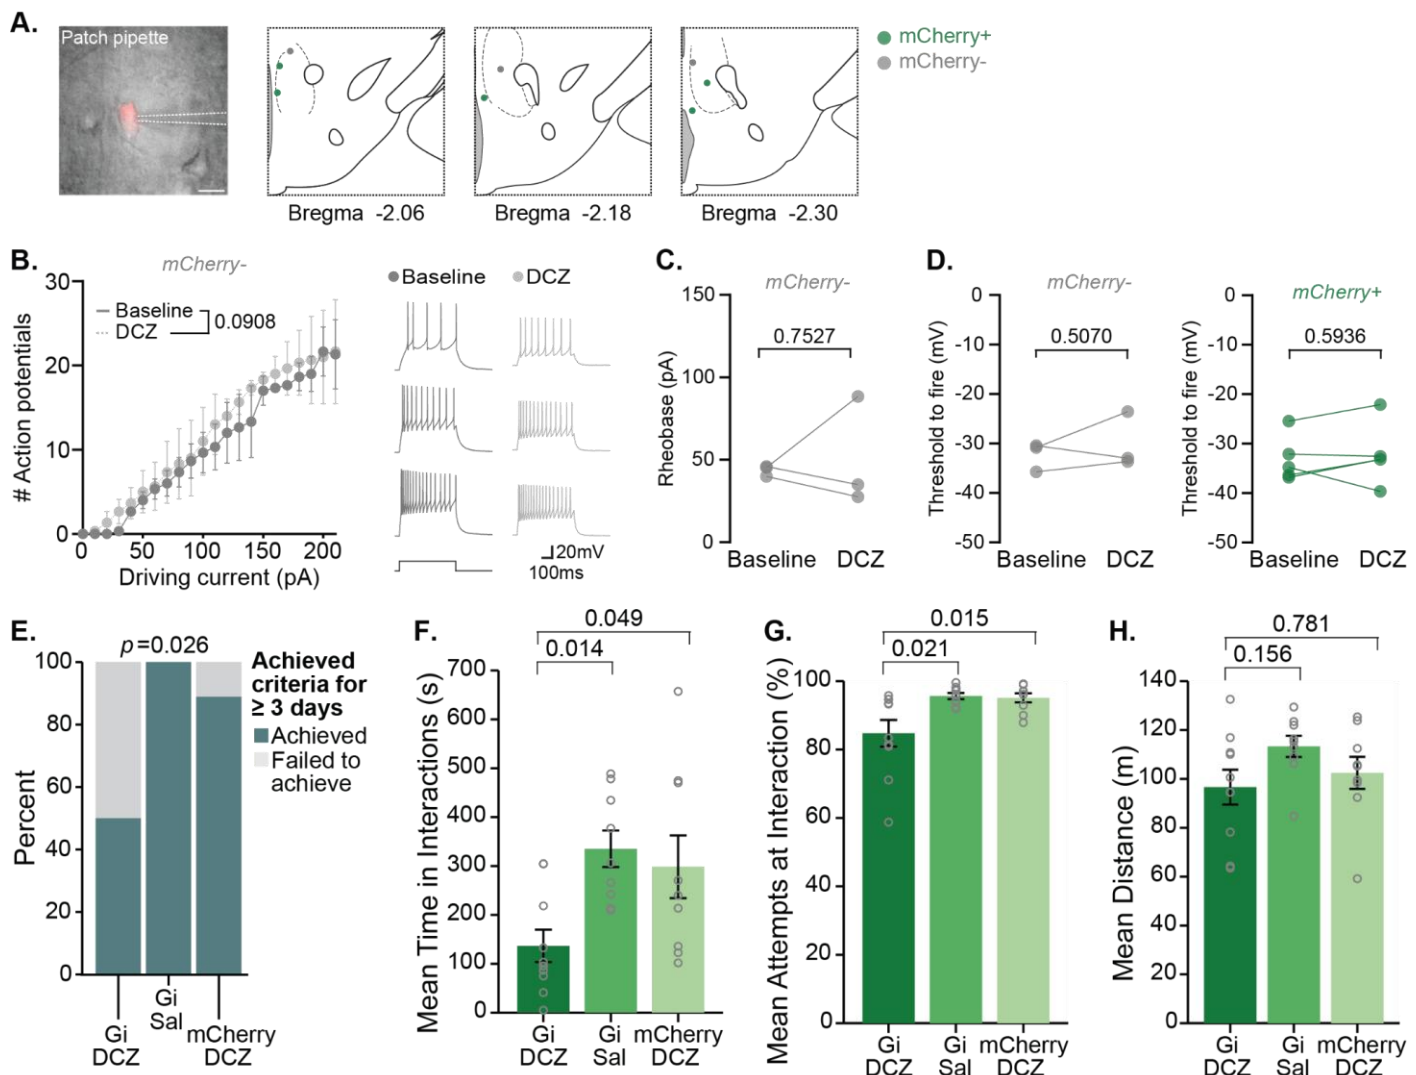 A.
Patch pipette
mCherry+
mCherry-
Bregma -2.06
Bregma -2.18
Bregma -2.30
B.
mCherry-
Baseline
DCZ
0.0908
30
20
10
0
# Action potentials
0
50
100
150
200
Driving current (pA)
Baseline
DCZ
20mV
100ms
C.
mCherry-
0.7527
150
100
50
0
Rheobase (pA)
Baseline
DCZ
D.
mCherry-
0.5070
0
-10
-20
-30
-40
-50
Threshold to fire (mV)
Baseline
DCZ
mCherry+
0.5936
0
-10
-20
-30
-40
-50
Threshold to fire (mV)
Baseline
DCZ
E.
p=0.026
100
80
60
40
20
0
Percent
Achieved
criteria for
≥ 3 days
Achieved
Failed to
achieve
Gi
DCZ
Gi
Sal
mCherry
DCZ
F.
0.049
0.014
700
600
500
400
300
200
100
0
Mean Time in Interactions (s)
Gi
DCZ
Gi
Sal
mCherry
DCZ
G.
0.015
0.021
100
80
60
40
20
0
Mean Attempts at Interaction (%)
Gi
DCZ
Gi
Sal
mCherry
DCZ
H.
0.781
0.156
140
120
100
80
60
40
20
0
Mean Distance (m)
Gi
DCZ
Gi
Sal
mCherry
DCZ